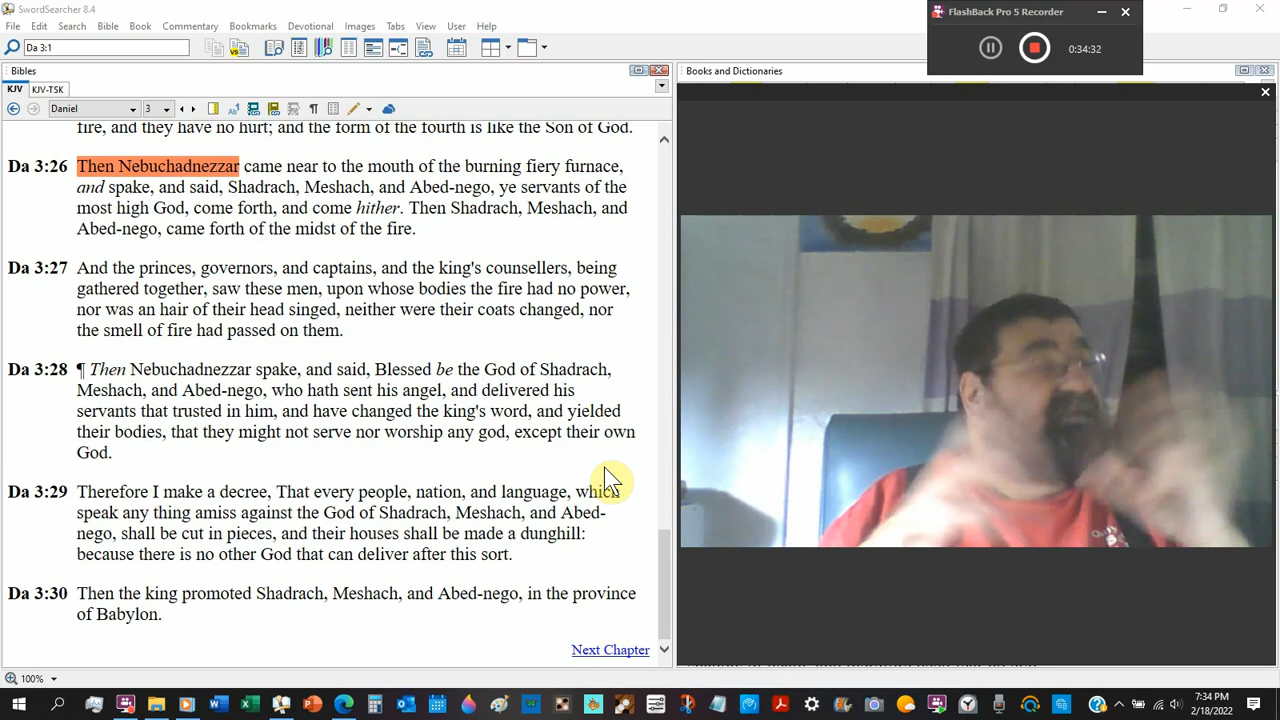 SwordSearcher 8.4
File Edit Search Bible Book Commentary Bookmarks Devotional Images Tabs View User Help
Da 3:1
FlashBack Pro 5 Recorder
0:34:32
Bibles
KJV KJV-TSK
Daniel 3
Books and Dictionaries
fire, and they have no hurt; and the form of the fourth is like the Son of God.
Da 3:26 Then Nebuchadnezzar came near to the mouth of the burning fiery furnace,
and spake, and said, Shadrach, Meshach, and Abed-nego, ye servants of the
most high God, come forth, and come hither. Then Shadrach, Meshach, and
Abed-nego, came forth of the midst of the fire.
Da 3:27 And the princes, governors, and captains, and the king's counsellers, being
gathered together, saw these men, upon whose bodies the fire had no power,
nor was an hair of their head singed, neither were their coats changed, nor
the smell of fire had passed on them.
Da 3:28 ¶ Then Nebuchadnezzar spake, and said, Blessed be the God of Shadrach,
Meshach, and Abed-nego, who hath sent his angel, and delivered his
servants that trusted in him, and have changed the king's word, and yielded
their bodies, that they might not serve nor worship any god, except their own
God.
Da 3:29 Therefore I make a decree, That every people, nation, and language, which
speak any thing amiss against the God of Shadrach, Meshach, and Abed-
nego, shall be cut in pieces, and their houses shall be made a dunghill:
because there is no other God that can deliver after this sort.
Da 3:30 Then the king promoted Shadrach, Meshach, and Abed-nego, in the province
of Babylon.
Next Chapter
100%
7:34 PM
2/18/2022